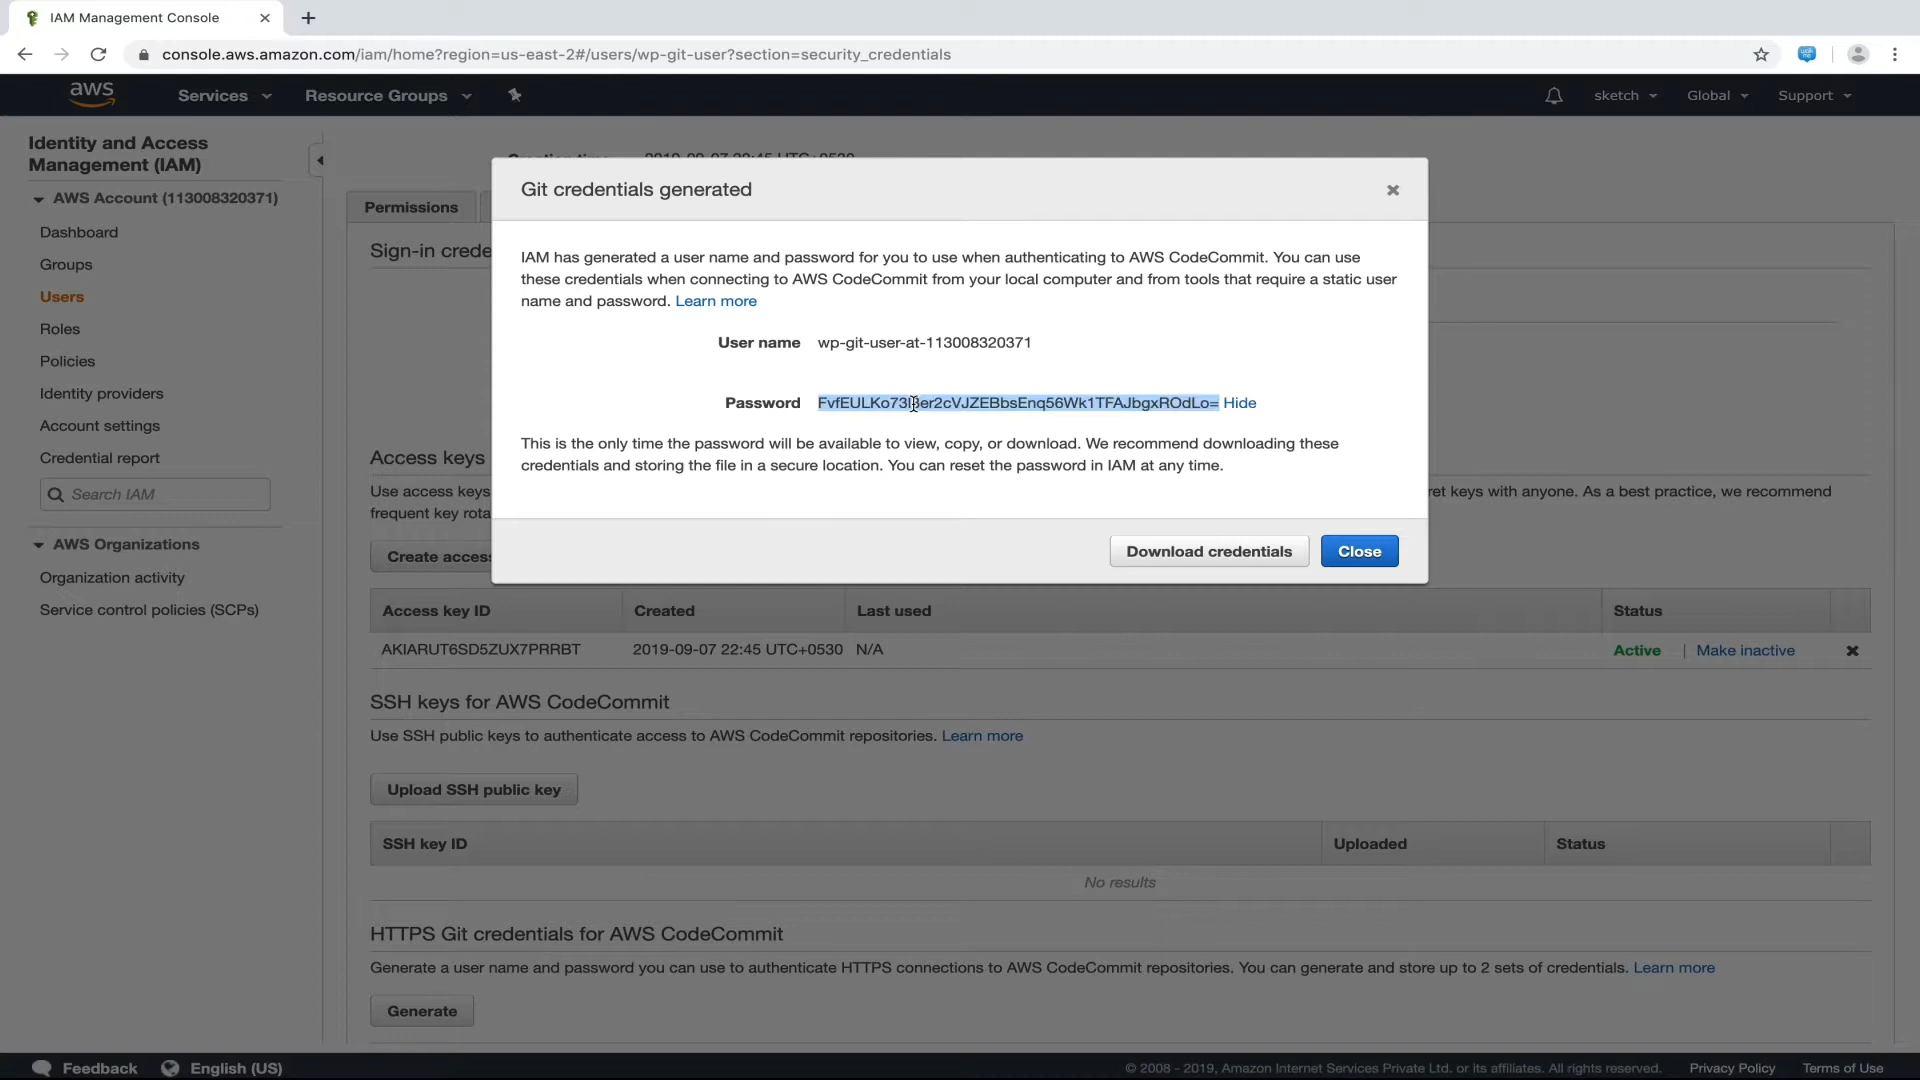 IAM Management Console
console.aws.amazon.com/iam/home?region=us-east-2#/users/wp-git-user?section=security_credentials
aws Services Resource Groups sketch Global Support
Identity and Access
Management (IAM)
AWS Account (113008320371)
Dashboard
Groups
Users
Roles
Policies
Identity providers
Account settings
Credential report
Search IAM
AWS Organizations
Organization activity
Service control policies (SCPs)
2019-09-07 22:45 UTC+0530
Permissions
Sign-in crede
Git credentials generated
IAM has generated a user name and password for you to use when authenticating to AWS CodeCommit. You can use
these credentials when connecting to AWS CodeCommit from your local computer and from tools that require a static user
name and password. Learn more
User name wp-git-user-at-113008320371
Password Hide
This is the only time the password will be available to view, copy, or download. We recommend downloading these
credentials and storing the file in a secure location. You can reset the password in IAM at any time.
Download credentials Close
Access keys
Use access keys ret keys with anyone. As a best practice, we recommend
frequent key rota
Create access
Access key ID Created Last used Status
AKIARUT6SD5ZUX7PRRBT 2019-09-07 22:45 UTC+0530 N/A Active | Make inactive
SSH keys for AWS CodeCommit
Use SSH public keys to authenticate access to AWS CodeCommit repositories. Learn more
Upload SSH public key
SSH key ID Uploaded Status
No results
HTTPS Git credentials for AWS CodeCommit
Generate a user name and password you can use to authenticate HTTPS connections to AWS CodeCommit repositories. You can generate and store up to 2 sets of credentials. Learn more
Generate
Feedback English (US) © 2008 - 2019, Amazon Internet Services Private Ltd. or its affiliates. All rights reserved. Privacy Policy Terms of Use